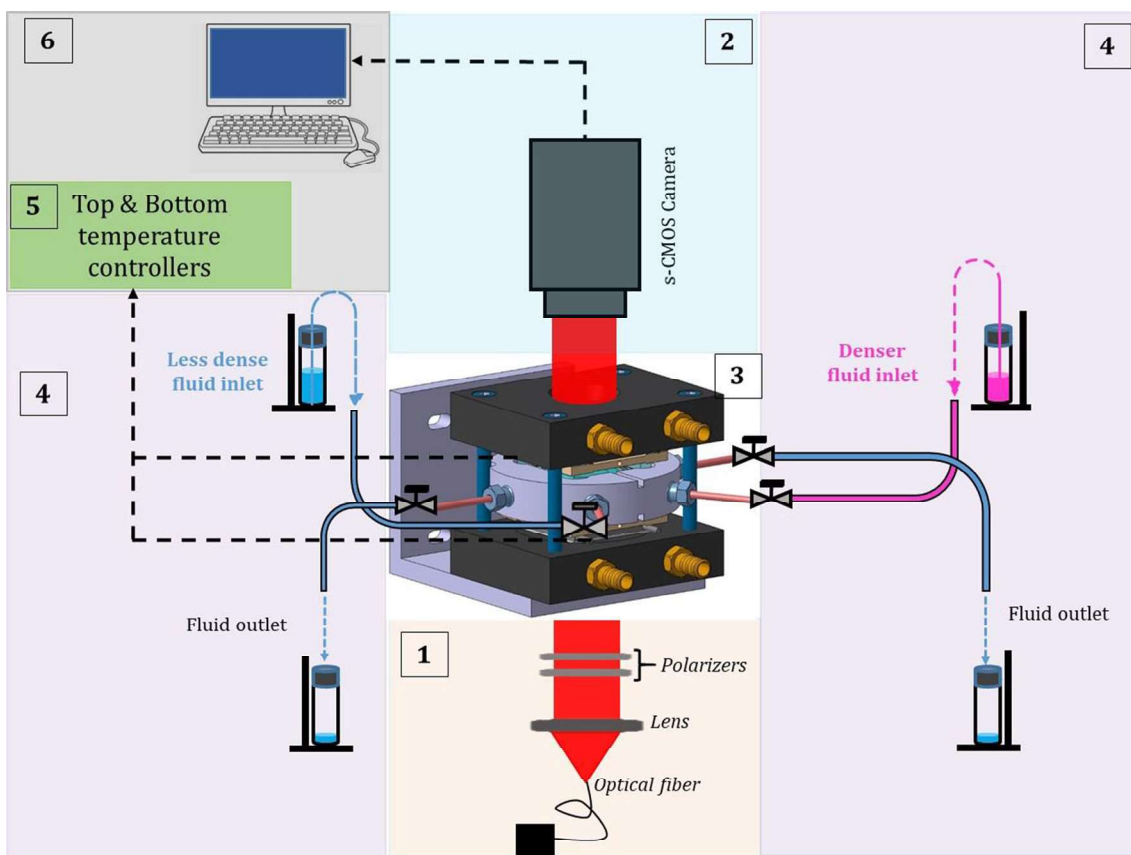 6
2
4
s-CMOS Camera
5
Top & Bottom
temperature
controllers
Less dense
fluid inlet
4
3
Denser
fluid inlet
Fluid outlet
1
Polarizers
Lens
Optical fiber
Fluid outlet